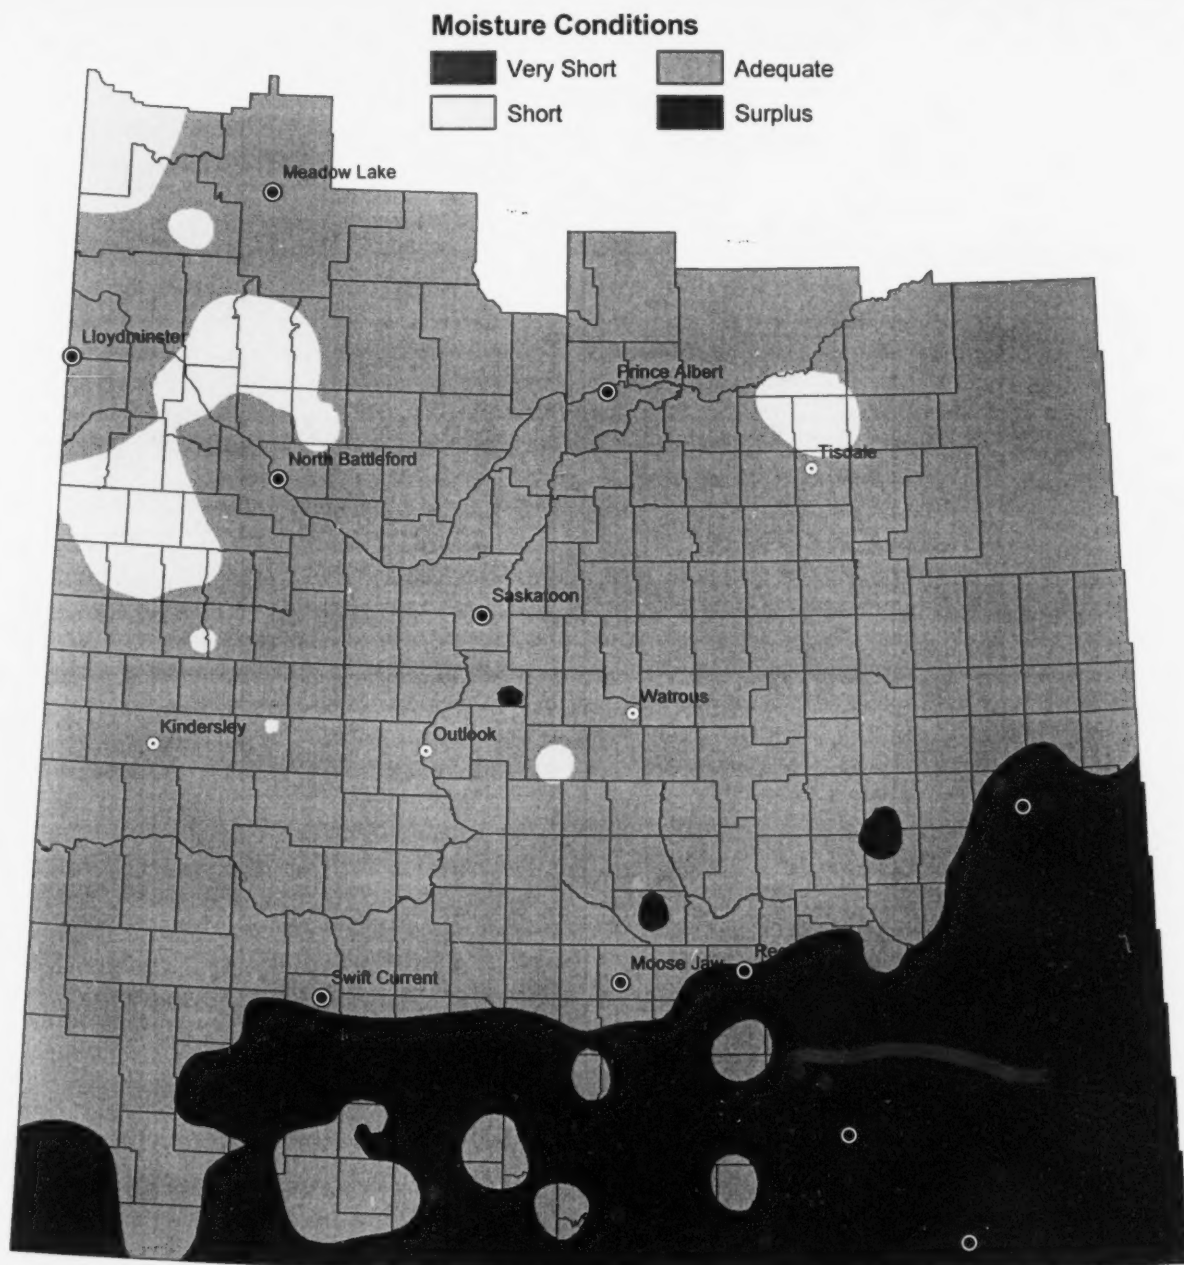 Moisture Conditions
Very Short
Adequate
Short
Surplus
Meadow Lake
Lloydminster
Prince Albert
Tisdale
North Battleford
Saskatoon
Watrous
Kindersley
Outlook
Moose Jaw
Swift Current